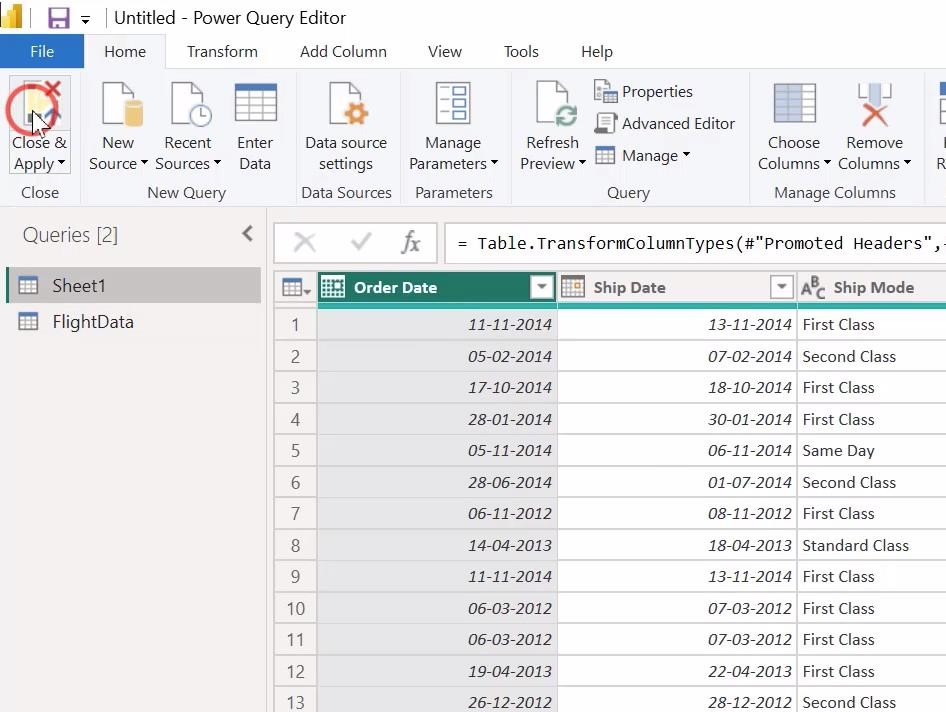 Untitled - Power Query Editor
File Home Transform Add Column View Tools Help
Close & Apply
New Source
Recent Sources
Enter Data
Data source settings
Manage Parameters
Refresh Preview
Properties
Advanced Editor
Manage
Choose Columns
Remove Columns
Close New Query Data Sources Parameters Query Manage Columns
Queries [2]
fx = Table.TransformColumnTypes(#"Promoted Headers",
Sheet1
FlightData
Order Date Ship Date ABC Ship Mode
1 11-11-2014 13-11-2014 First Class
2 05-02-2014 07-02-2014 Second Class
3 17-10-2014 18-10-2014 First Class
4 28-01-2014 30-01-2014 First Class
5 05-11-2014 06-11-2014 Same Day
6 28-06-2014 01-07-2014 Second Class
7 06-11-2012 08-11-2012 First Class
8 14-04-2013 18-04-2013 Standard Class
9 11-11-2014 13-11-2014 First Class
10 06-03-2012 07-03-2012 First Class
11 06-03-2012 07-03-2012 First Class
12 19-04-2013 22-04-2013 First Class
13 26-12-2012 28-12-2012 Second Class